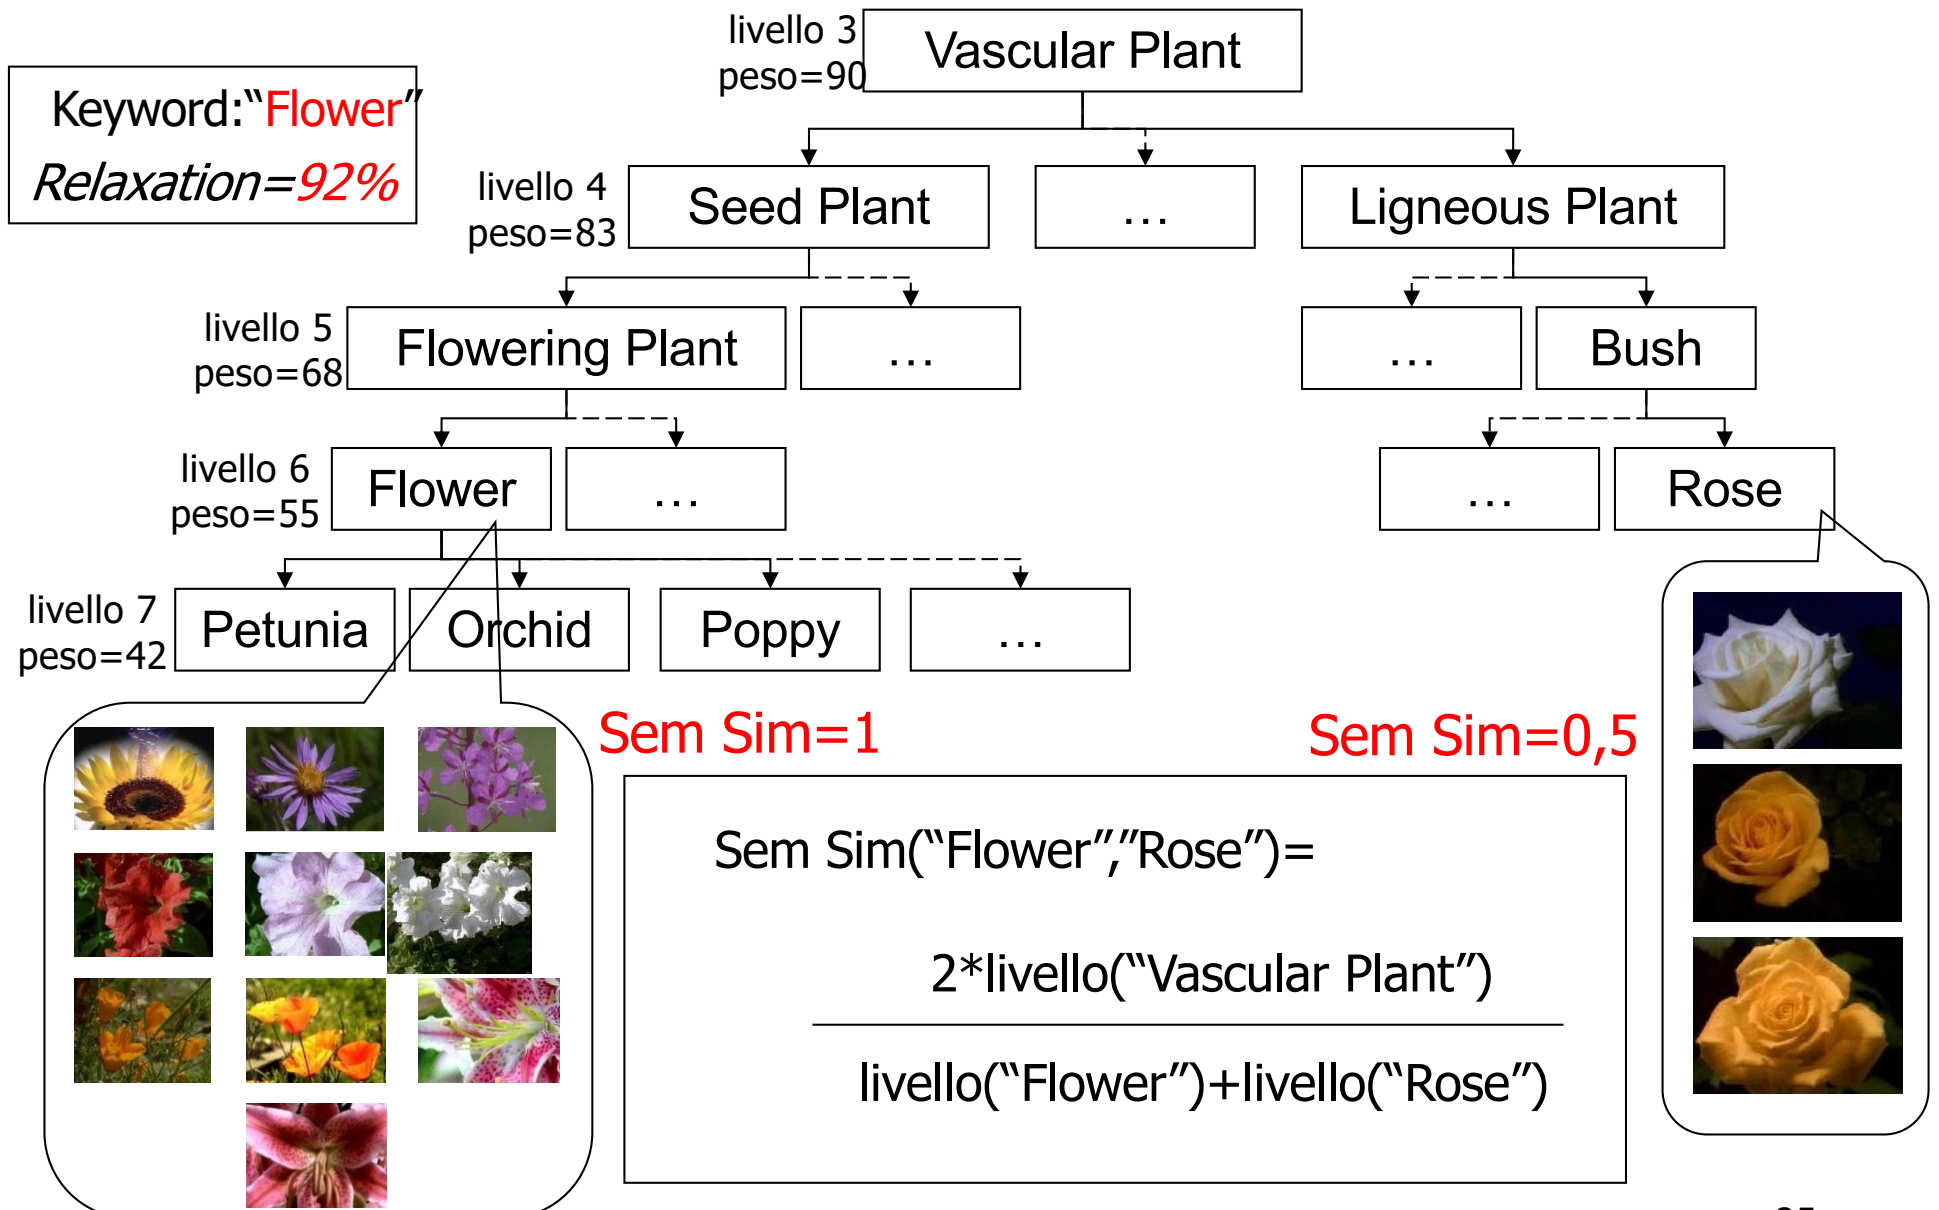 livello 3
peso=90
Vascular Plant
Keyword:“Flower”
Relaxation=92%
livello 4
peso=83
Seed Plant
...
Ligneous Plant
livello 5
peso=68
Flowering Plant
...
...
Bush
livello 6
peso=55
Flower
...
...
Rose
livello 7
peso=42
Petunia
Orchid
Poppy
...
Sem Sim=1
Sem Sim=0,5
Sem Sim(“Flower”,”Rose”)=
2*livello(“Vascular Plant”)
livello(“Flower”)+livello(“Rose”)